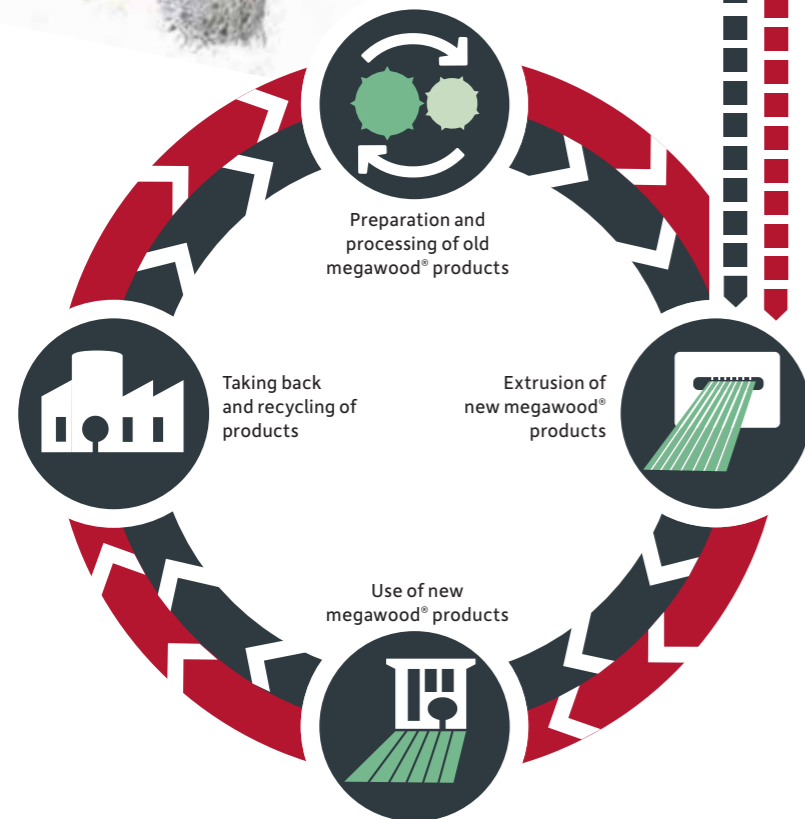 Preparation and
processing of old
megawood® products
Taking back
and recycling of
products
Extrusion of
new megawood®
products
Use of new
megawood® products